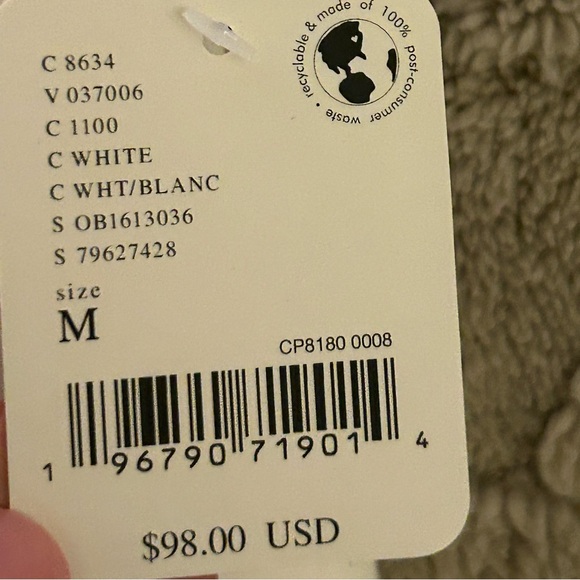 recyclable & made of 100% post-consumer waste •
C 8634
V 037006
C 1100
C WHITE
C WHT/BLANC
S OB1613036
S 79627428
size
M
CP8180 0008
1 96790 71901 4
$98.00 USD